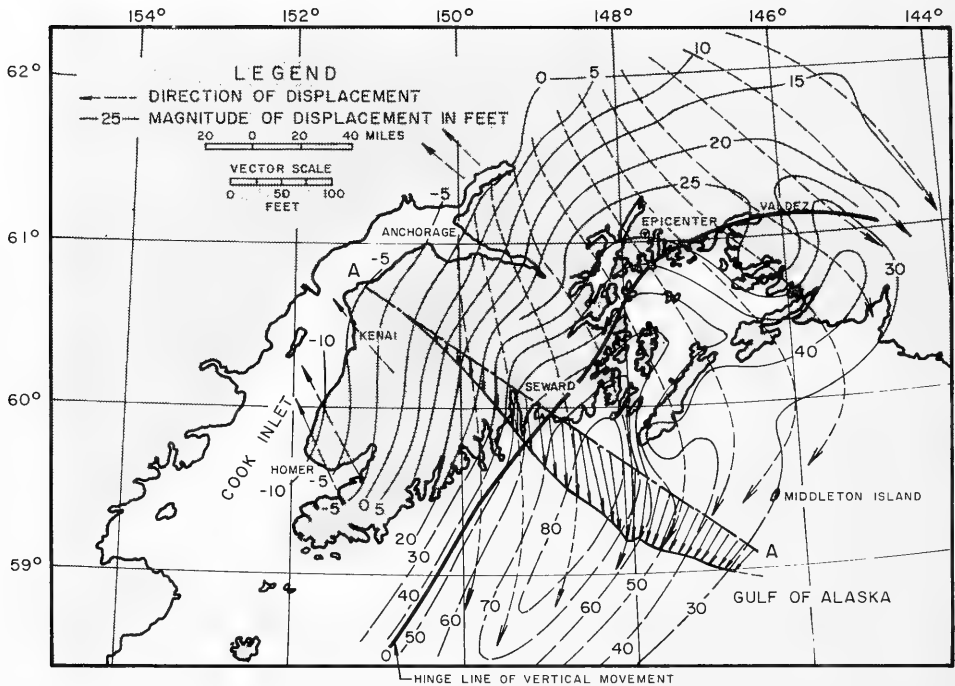 154° 152° 150° 148° 146° 144°
62°
61°
60°
59°
LEGEND
DIRECTION OF DISPLACEMENT
—25— MAGNITUDE OF DISPLACEMENT IN FEET
20 0 20 40 MILES
VECTOR SCALE
0 50 100
FEET
0 5 10
15
20
25
30
40
-5
ANCHORAGE
-5
A
KENAI
-10
EPICENTER
VALDEZ
SEWARD
COOK INLET
HOMER
-10
-5
-5
0 5
MIDDLETON ISLAND
A
GULF OF ALASKA
20
30
40
50
60
70
80
50
60
30
40
0
HINGE LINE OF VERTICAL MOVEMENT